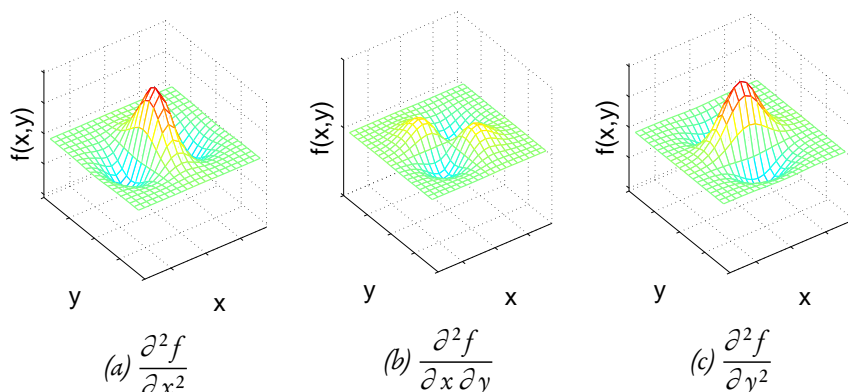 f(x,y)
y
x
f(x,y)
y
x
f(x,y)
y
x
(a) ∂²f / ∂x²
(b) ∂²f / ∂x ∂y
(c) ∂²f / ∂y²